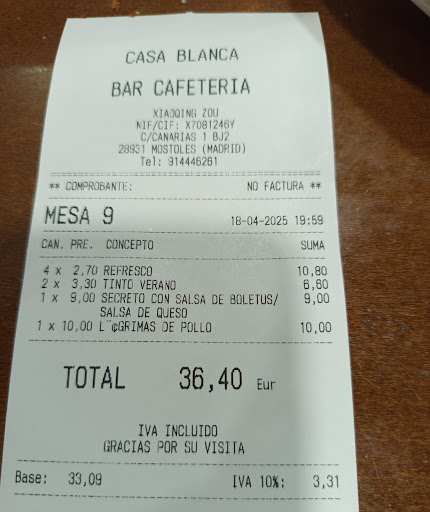 CASA BLANCA
BAR CAFETERIA
XIAOQING ZOU
NIF/CIF: X7081246Y
C/CANARIAS 1 BJ2
28931 MOSTOLES (MADRID)
Tel: 914446261
** COMPROBANTE: NO FACTURA **
MESA 9 18-04-2025 19:59
CAN. PRE. CONCEPTO SUMA
4 x 2,70 REFRESCO 10,80
2 x 3,30 TINTO VERANO 6,60
1 x 9,00 SECRETO CON SALSA DE BOLETUS/ 9,00
SALSA DE QUESO
1 x 10,00 L¨¢GRIMAS DE POLLO 10,00
TOTAL 36,40 Eur
IVA INCLUIDO
GRACIAS POR SU VISITA
Base: 33,09 IVA 10%: 3,31